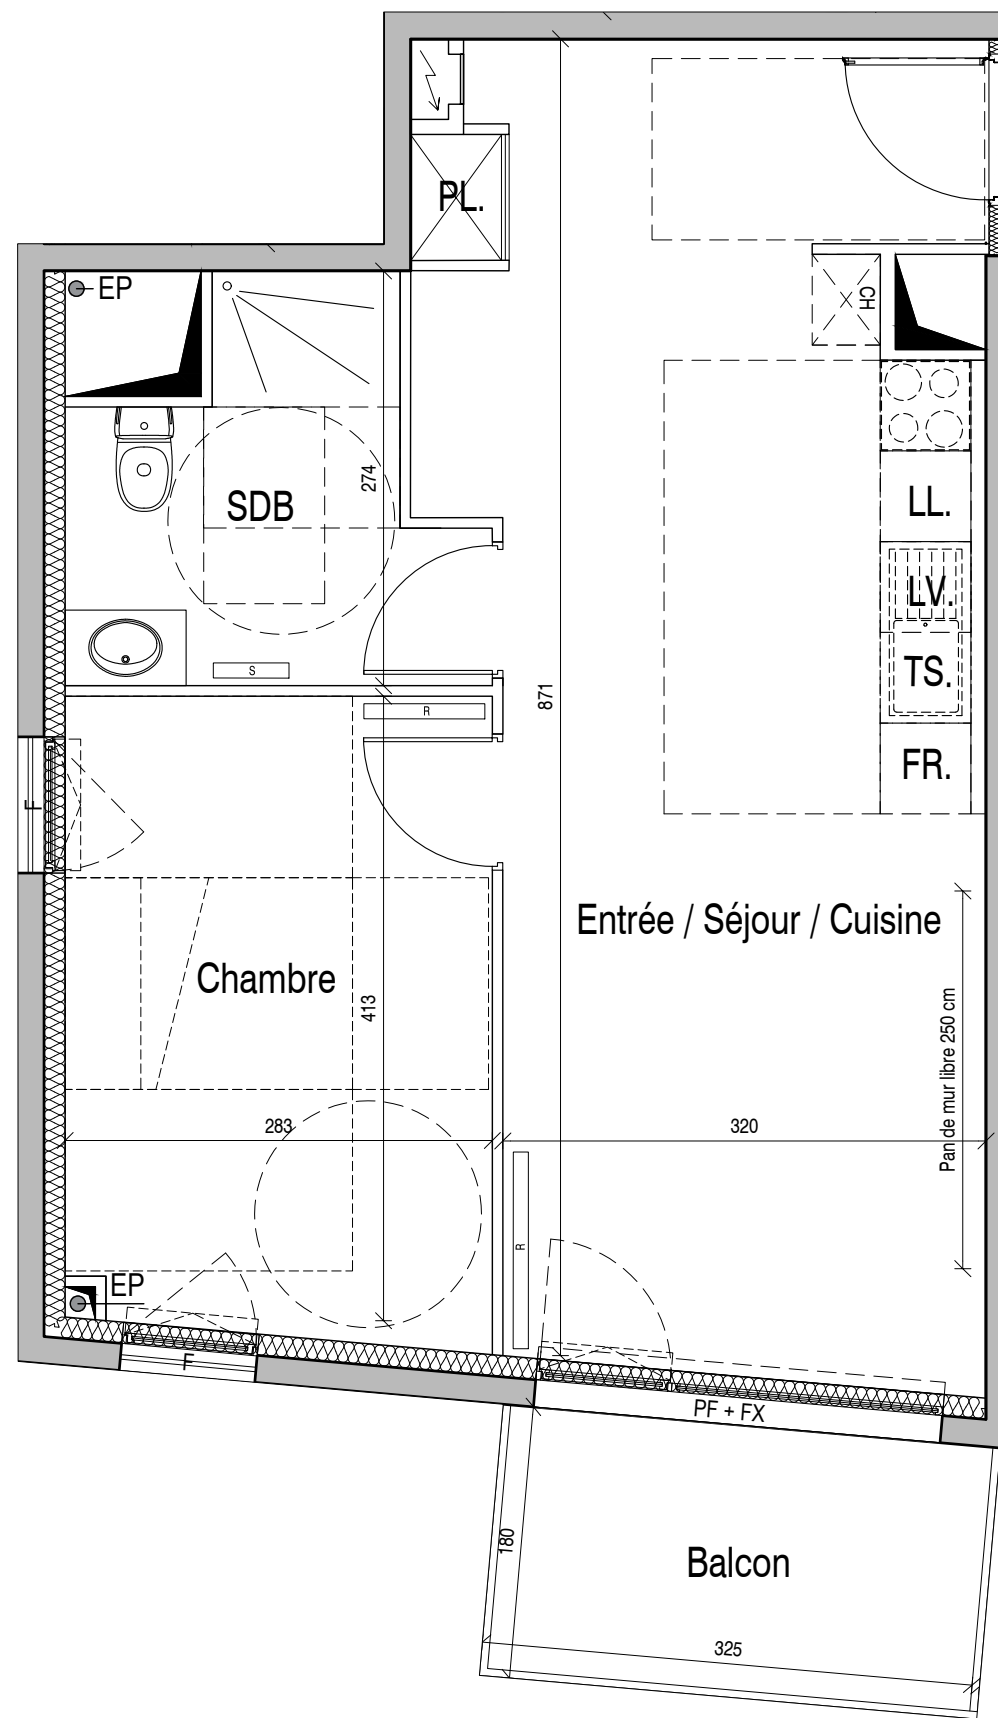 PL.
EP
CH
274
SDB
LL.
LV.
S
TS.
871
R
FR.
F
Entrée / Séjour / Cuisine
Chambre
413
Pan de mur libre 250 cm
283
320
R
EP
F
PF + FX
180
Balcon
325